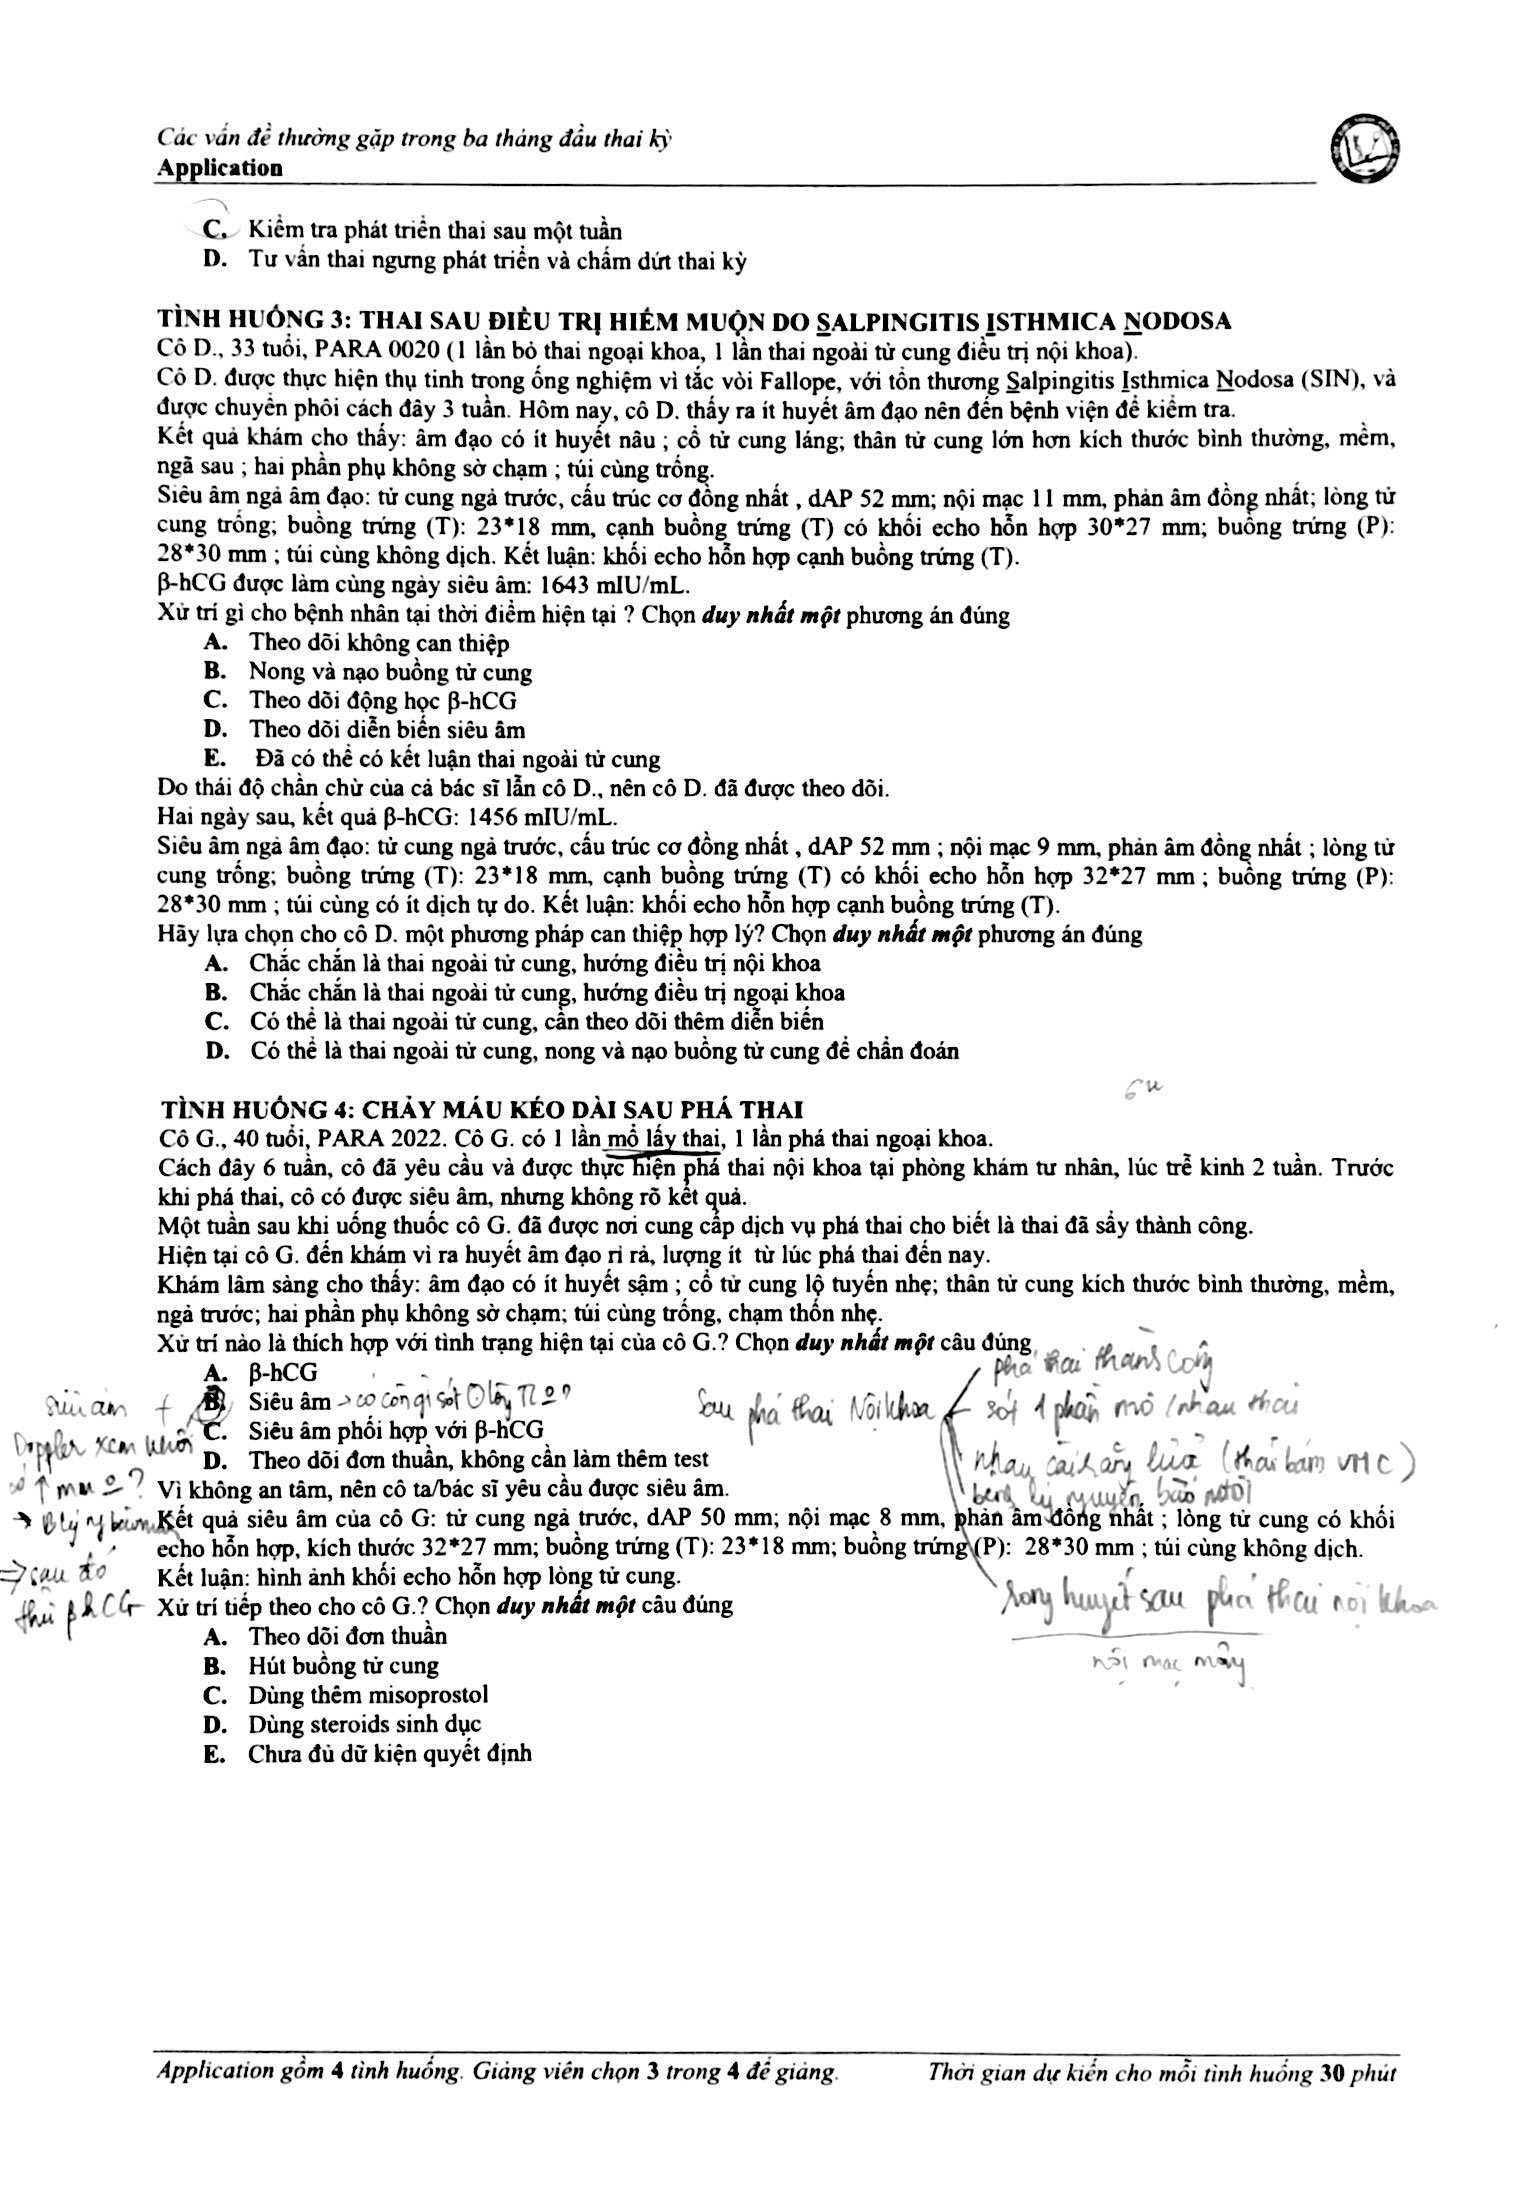 Các vấn đề thường gặp trong ba tháng đầu thai kỳ
Application
C. Kiểm tra phát triển thai sau một tuần
D. Tư vấn thai ngưng phát triển và chấm dứt thai kỳ
TÌNH HUỐNG 3: THAI SAU ĐIỀU TRỊ HIẾM MUỘN DO SALPINGITIS ISTHMICA NODOSA
Cô D., 33 tuổi, PARA 0020 (1 lần bỏ thai ngoại khoa, 1 lần thai ngoài tử cung điều trị nội khoa).
Cô D. được thực hiện thụ tinh trong ống nghiệm vì tắc vòi Fallope, với tổn thương Salpingitis Isthmica Nodosa (SIN), và
được chuyển phôi cách đây 3 tuần. Hôm nay, cô D. thấy ra ít huyết âm đạo nên đến bệnh viện để kiểm tra.
Kết quả khám cho thấy: âm đạo có ít huyết nâu ; cổ tử cung láng; thân tử cung lớn hơn kích thước bình thường, mềm,
ngã sau ; hai phần phụ không sờ chạm ; túi cùng trống.
Siêu âm ngả âm đạo: tử cung ngả trước, cấu trúc cơ đồng nhất , dAP 52 mm; nội mạc 11 mm, phản âm đồng nhất; lòng tử
cung trống; buồng trứng (T): 23*18 mm, cạnh buồng trứng (T) có khối echo hỗn hợp 30*27 mm; buồng trứng (P):
28*30 mm ; túi cùng không dịch. Kết luận: khối echo hỗn hợp cạnh buồng trứng (T).
β-hCG được làm cùng ngày siêu âm: 1643 mIU/mL.
Xử trí gì cho bệnh nhân tại thời điểm hiện tại ? Chọn duy nhất một phương án đúng
A. Theo dõi không can thiệp
B. Nong và nạo buồng tử cung
C. Theo dõi động học β-hCG
D. Theo dõi diễn biến siêu âm
E. Đã có thể có kết luận thai ngoài tử cung
Do thái độ chần chừ của cả bác sĩ lẫn cô D., nên cô D. đã được theo dõi.
Hai ngày sau, kết quả β-hCG: 1456 mIU/mL.
Siêu âm ngả âm đạo: tử cung ngả trước, cấu trúc cơ đồng nhất , dAP 52 mm ; nội mạc 9 mm, phản âm đồng nhất ; lòng tử
cung trống; buồng trứng (T): 23*18 mm, cạnh buồng trứng (T) có khối echo hỗn hợp 32*27 mm ; buồng trứng (P):
28*30 mm ; túi cùng có ít dịch tự do. Kết luận: khối echo hỗn hợp cạnh buồng trứng (T).
Hãy lựa chọn cho cô D. một phương pháp can thiệp hợp lý? Chọn duy nhất một phương án đúng
A. Chắc chắn là thai ngoài tử cung, hướng điều trị nội khoa
B. Chắc chắn là thai ngoài tử cung, hướng điều trị ngoại khoa
C. Có thể là thai ngoài tử cung, cần theo dõi thêm diễn biến
D. Có thể là thai ngoài tử cung, nong và nạo buồng tử cung để chẩn đoán
TÌNH HUỐNG 4: CHẢY MÁU KÉO DÀI SAU PHÁ THAI
Cô G., 40 tuổi, PARA 2022. Cô G. có 1 lần mổ lấy thai, 1 lần phá thai ngoại khoa.
Cách đây 6 tuần, cô đã yêu cầu và được thực hiện phá thai nội khoa tại phòng khám tư nhân, lúc trễ kinh 2 tuần. Trước
khi phá thai, cô có được siêu âm, nhưng không rõ kết quả.
Một tuần sau khi uống thuốc cô G. đã được nơi cung cấp dịch vụ phá thai cho biết là thai đã sẩy thành công.
Hiện tại cô G. đến khám vì ra huyết âm đạo rỉ rả, lượng ít từ lúc phá thai đến nay.
Khám lâm sàng cho thấy: âm đạo có ít huyết sậm ; cổ tử cung lộ tuyến nhẹ; thân tử cung kích thước bình thường, mềm,
ngả trước; hai phần phụ không sờ chạm; túi cùng trống, chạm thốn nhẹ.
Xử trí nào là thích hợp với tình trạng hiện tại của cô G.? Chọn duy nhất một câu đúng
phá thai thành công
A. β-hCG
B. Siêu âm → có còn gì sót
Sau phá thai Nội khoa
sót 1 phần mô / nhau thai
siêu âm +
C. Siêu âm phối hợp với β-hCG
Doppler xem khối
nhau cài răng lược (thai bám VMC)
D. Theo dõi đơn thuần, không cần làm thêm test
bệnh lý nguyên bào nuôi
Vì không an tâm, nên cô ta/bác sĩ yêu cầu được siêu âm.
Kết quả siêu âm của cô G: tử cung ngả trước, dAP 50 mm; nội mạc 8 mm, phản âm đồng nhất ; lòng tử cung có khối
echo hỗn hợp, kích thước 32*27 mm; buồng trứng (T): 23*18 mm; buồng trứng (P): 28*30 mm ; túi cùng không dịch.
⇒ sau đó
Kết luận: hình ảnh khối echo hỗn hợp lòng tử cung.
thử β hCG
Xử trí tiếp theo cho cô G.? Chọn duy nhất một câu đúng
Rong huyết sau phá thai nội khoa
A. Theo dõi đơn thuần
B. Hút buồng tử cung
nội mạc mỏng
C. Dùng thêm misoprostol
D. Dùng steroids sinh dục
E. Chưa đủ dữ kiện quyết định
Application gồm 4 tình huống. Giảng viên chọn 3 trong 4 để giảng. Thời gian dự kiến cho mỗi tình huống 30 phút